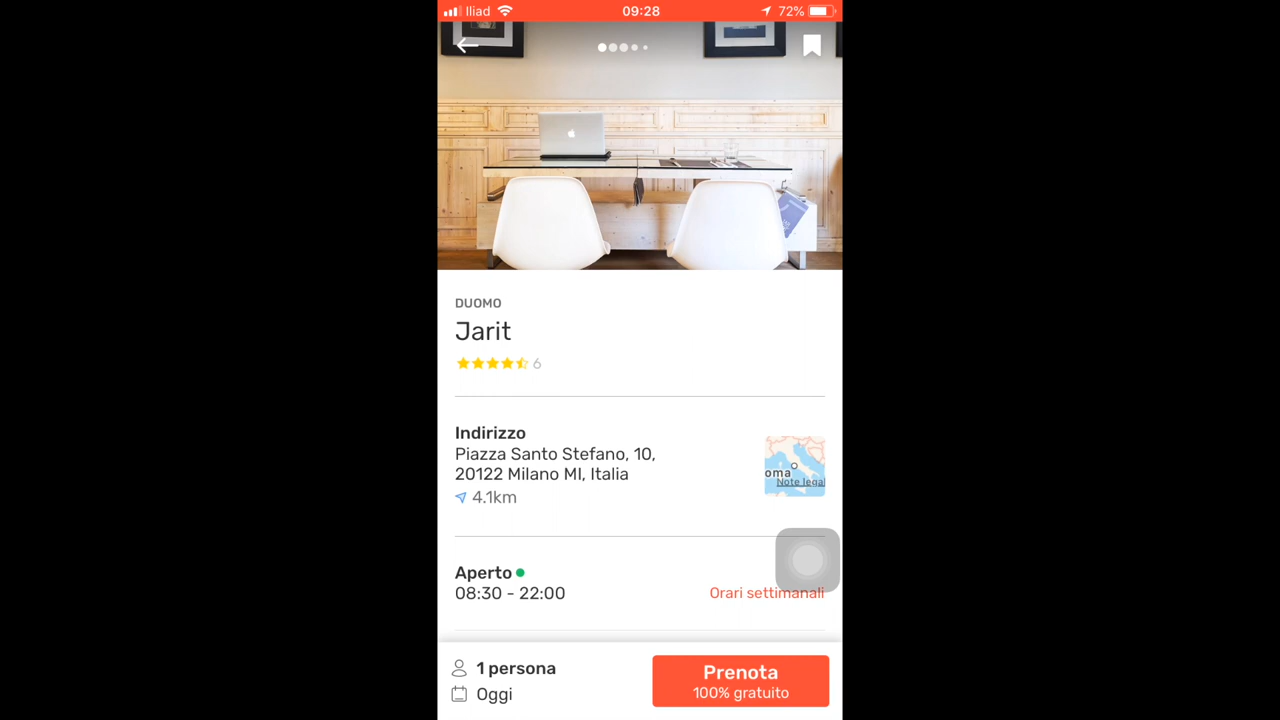 Iliad
09:28
72%
DUOMO
Jarit
6
Indirizzo
Piazza Santo Stefano, 10,
20122 Milano MI, Italia
4.1km
oma
Note legal
Aperto
08:30 - 22:00
Orari settimanali
1 persona
Oggi
Prenota
100% gratuito